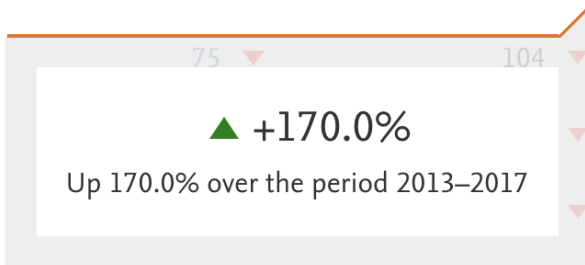 75 ▼ 104 ▼
▲ +170.0%
Up 170.0% over the period 2013–2017